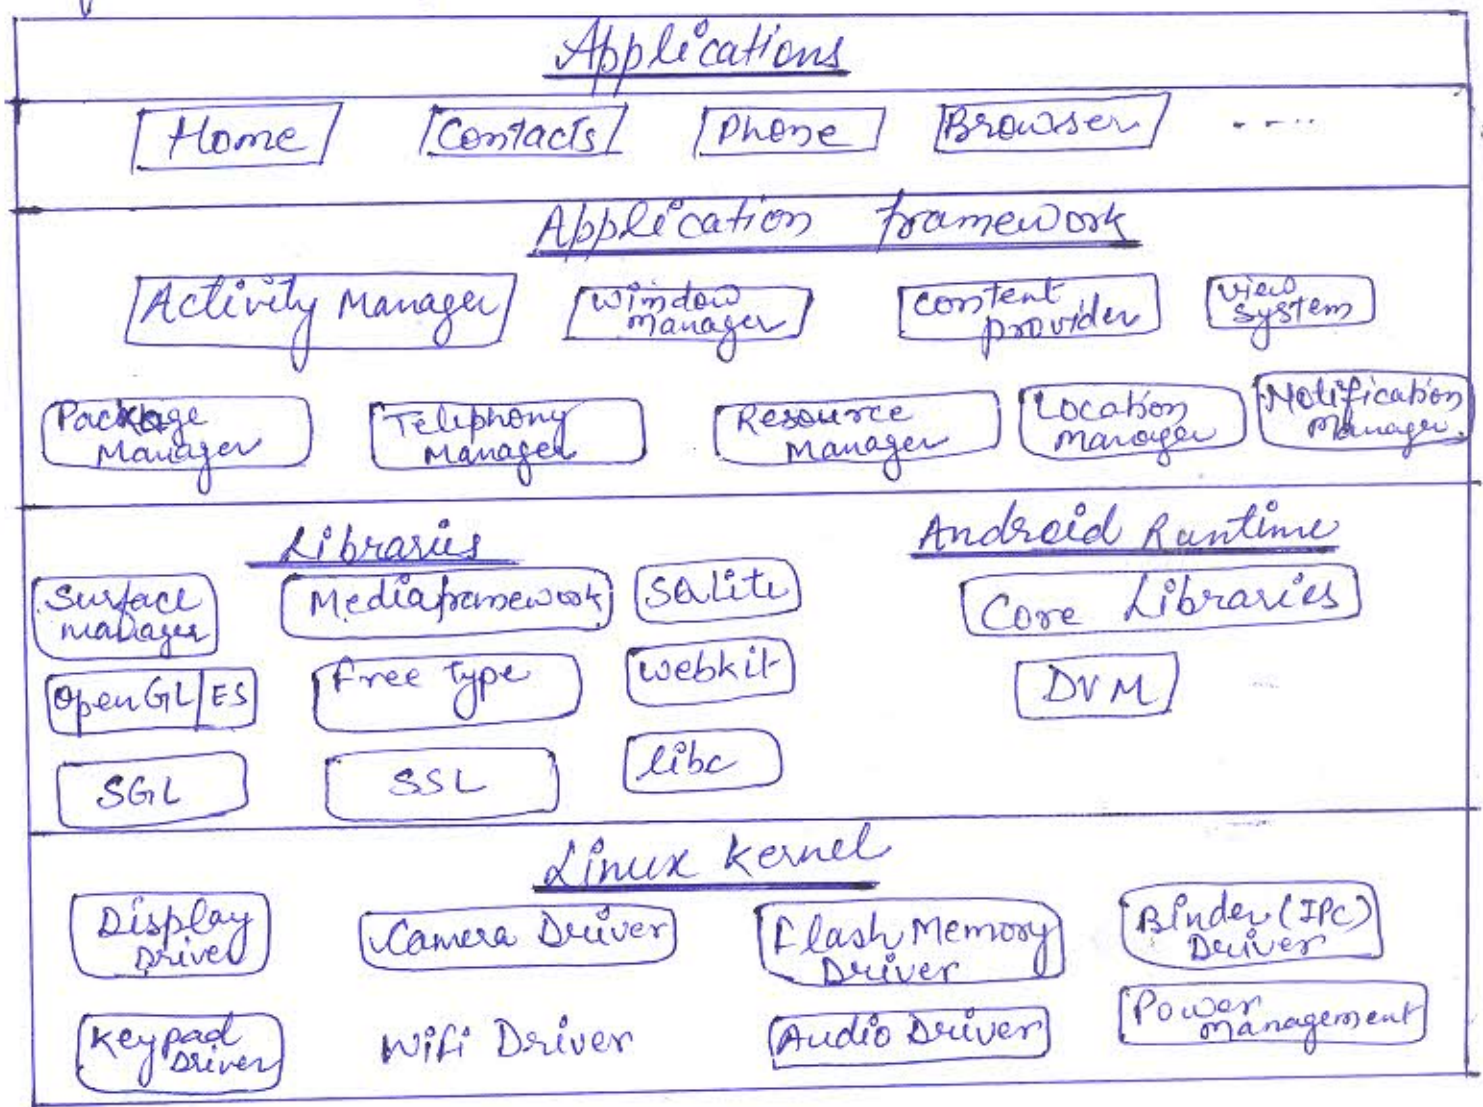 Applications
Home Contacts Phone Browser ....
Application framework
Activity Manager Window Manager Content provider View System
Package Manager Telephony Manager Resource Manager Location Manager Notification Manager
Libraries Android Runtime
Surface manager Mediaframework SQLite Core Libraries
OpenGL/ES Free type Webkit DVM
SGL SSL libc
Linux Kernel
Display Driver Camera Driver Flash Memory Driver Binder (IPC) Driver
Keypad Driver Wifi Driver Audio Driver Power Management